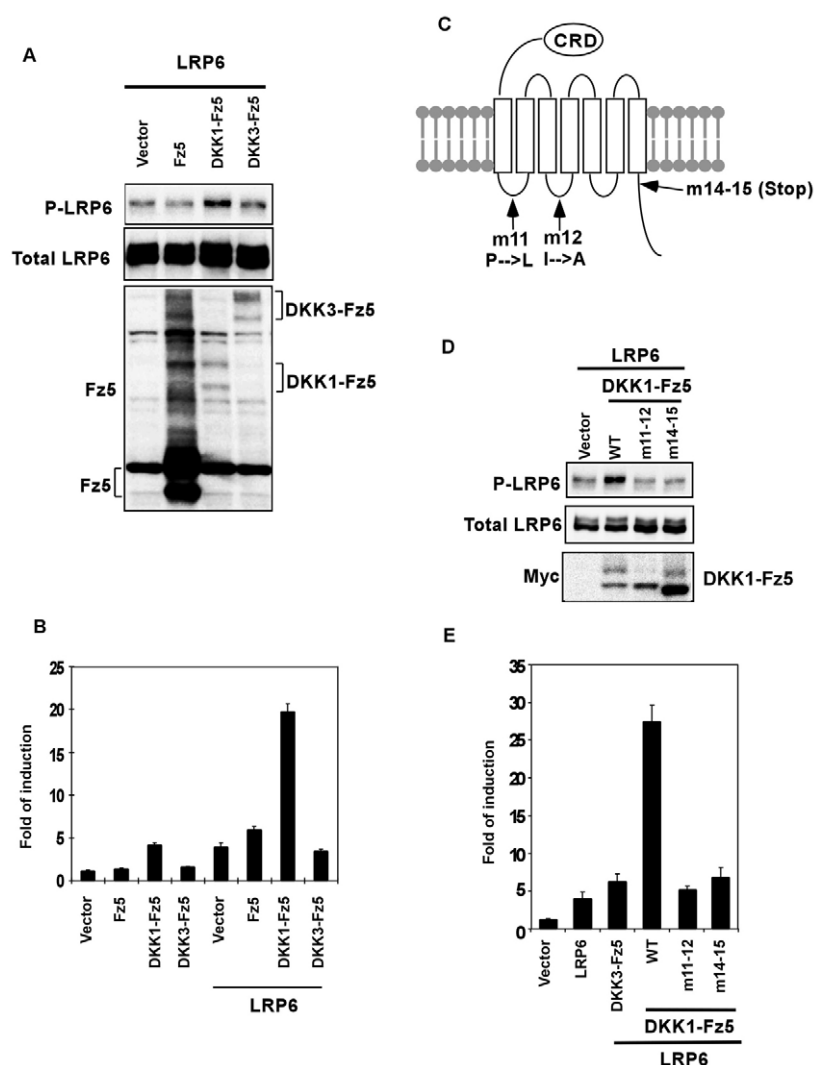 A
LRP6
Vector
Fz5
DKK1-Fz5
DKK3-Fz5
P-LRP6
Total LRP6
DKK3-Fz5
Fz5
DKK1-Fz5
Fz5
B
Fold of induction
25
20
15
10
5
0
Vector
Fz5
DKK1-Fz5
DKK3-Fz5
Vector
Fz5
DKK1-Fz5
DKK3-Fz5
LRP6
C
CRD
m14-15 (Stop)
m11
P-->L
m12
I-->A
D
LRP6
DKK1-Fz5
Vector
WT
m11-12
m14-15
P-LRP6
Total LRP6
Myc
DKK1-Fz5
E
Fold of induction
35
30
25
20
15
10
5
0
Vector
LRP6
DKK3-Fz5
WT
m11-12
m14-15
DKK1-Fz5
LRP6